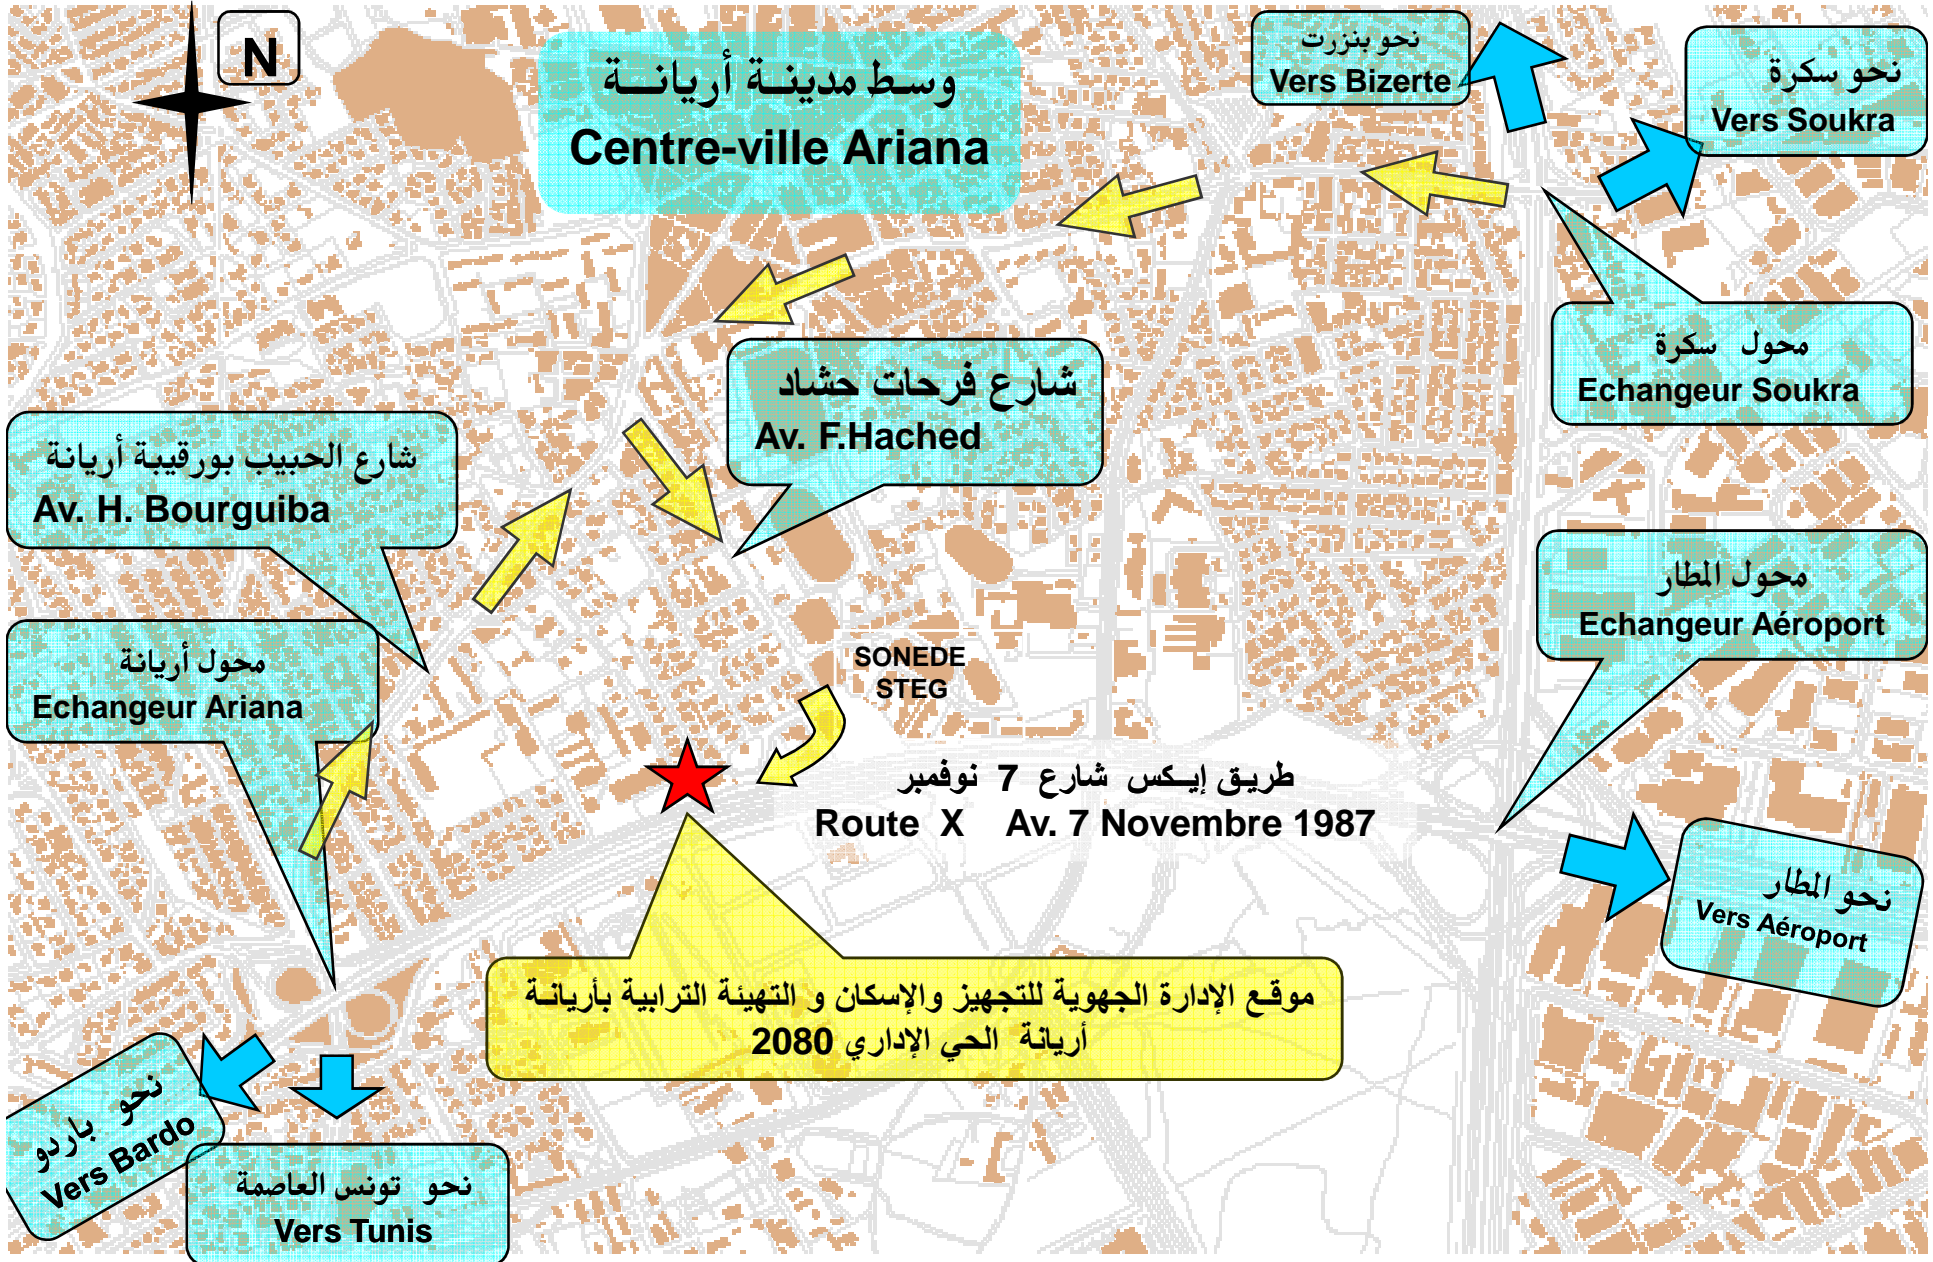 N
وسط مدينة أريانة
Centre-ville Ariana
نحو بنزرت
Vers Bizerte
نحو سكرة
Vers Soukra
محول سكرة
Echangeur Soukra
شارع فرحات حشاد
Av. F.Hached
شارع الحبيب بورقيبة أريانة
Av. H. Bourguiba
محول المطار
Echangeur Aéroport
محول أريانة
Echangeur Ariana
SONEDE
STEG
طريق إيكس شارع 7 نوفمبر
Route X Av. 7 Novembre 1987
نحو المطار
Vers Aéroport
موقع الإدارة الجهوية للتجهيز والإسكان و التهيئة الترابية بأريانة
أريانة الحي الإداري 2080
نحو باردو
Vers Bardo
نحو تونس العاصمة
Vers Tunis